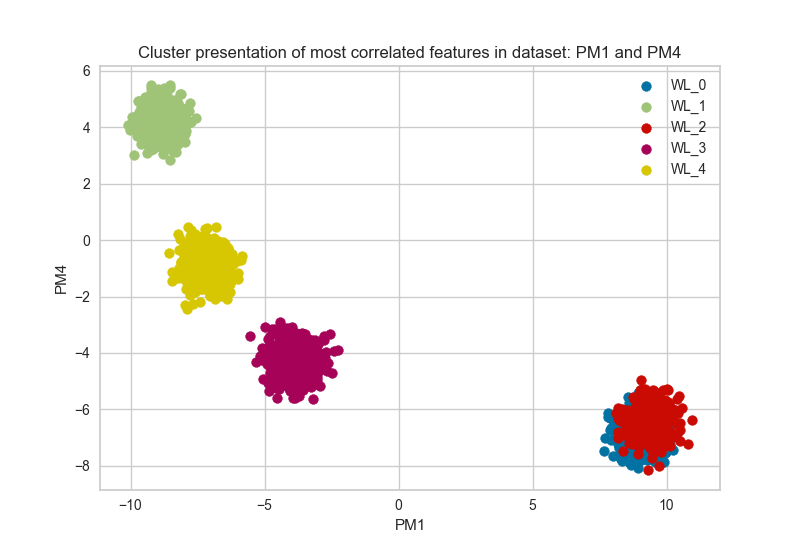 Cluster presentation of most correlated features in dataset: PM1 and PM4
6
4
2
0
−2
−4
−6
−8
PM4
−10
−5
0
5
10
PM1
WL_0
WL_1
WL_2
WL_3
WL_4